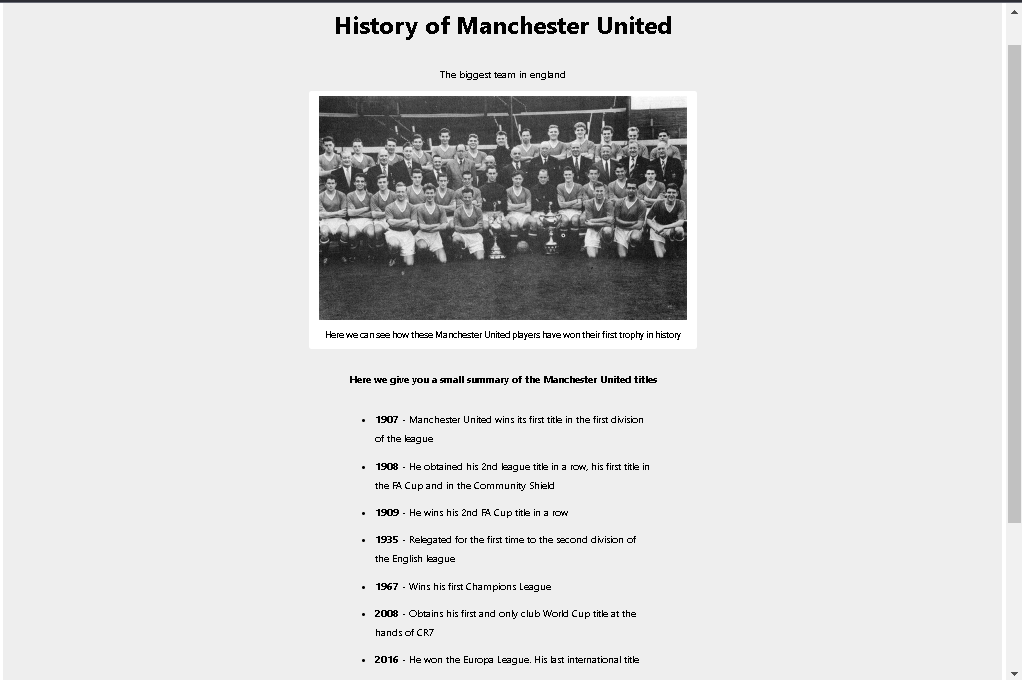 History of Manchester United
The biggest team in england
Here we can see how these Manchester United players have won their first trophy in history
Here we give you a small summary of the Manchester United titles
• 1907 - Manchester United wins its first title in the first division
of the league
• 1908 - He obtained his 2nd league title in a row, his first title in
the FA Cup and in the Community Shield
• 1909 - He wins his 2nd FA Cup title in a row
• 1935 - Relegated for the first time to the second division of
the English league
• 1967 - Wins his first Champions League
• 2008 - Obtains his first and only club World Cup title at the
hands of CR7
• 2016 - He won the Europa League. His last international title